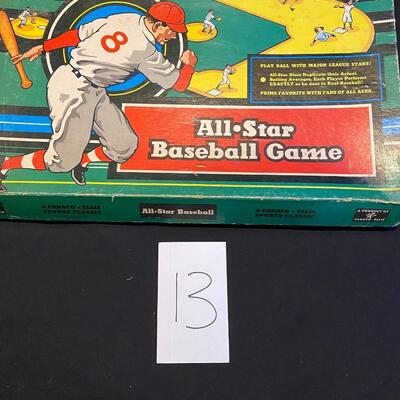 8
PLAY BALL WITH MAJOR LEAGUE STARS!
All-Star Discs Duplicate their Actual
Batting Averages, Each Player Performs
EXACTLY as he does in Real Baseball!
PRIME FAVORITE WITH FANS OF ALL AGES.
All•Star
Baseball Game
A CADACO - ELLIS
SPORTS CLASSIC
All-Star Baseball
A CADACO - ELLIS
SPORTS CLASSIC
A PRODUCT OF
CADACO-ELLIS
13